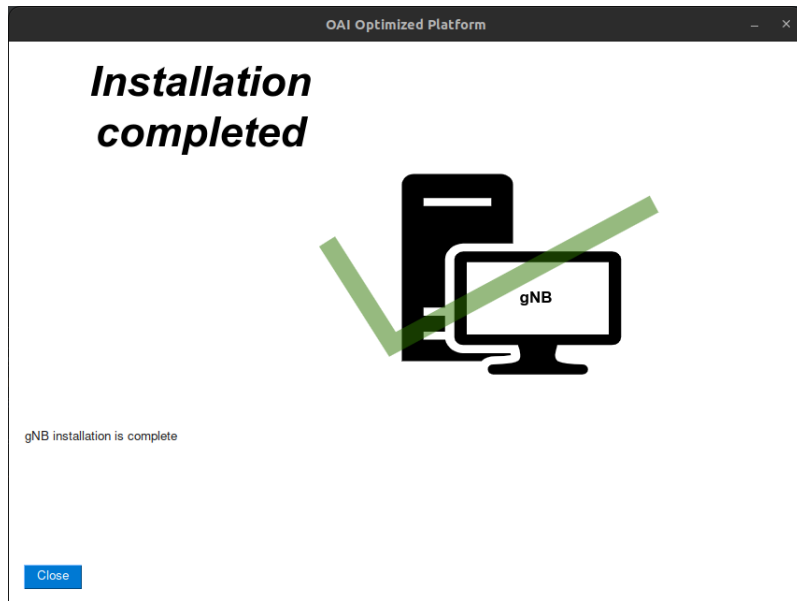 OAI Optimized Platform
Installation
completed
gNB
gNB installation is complete
Close